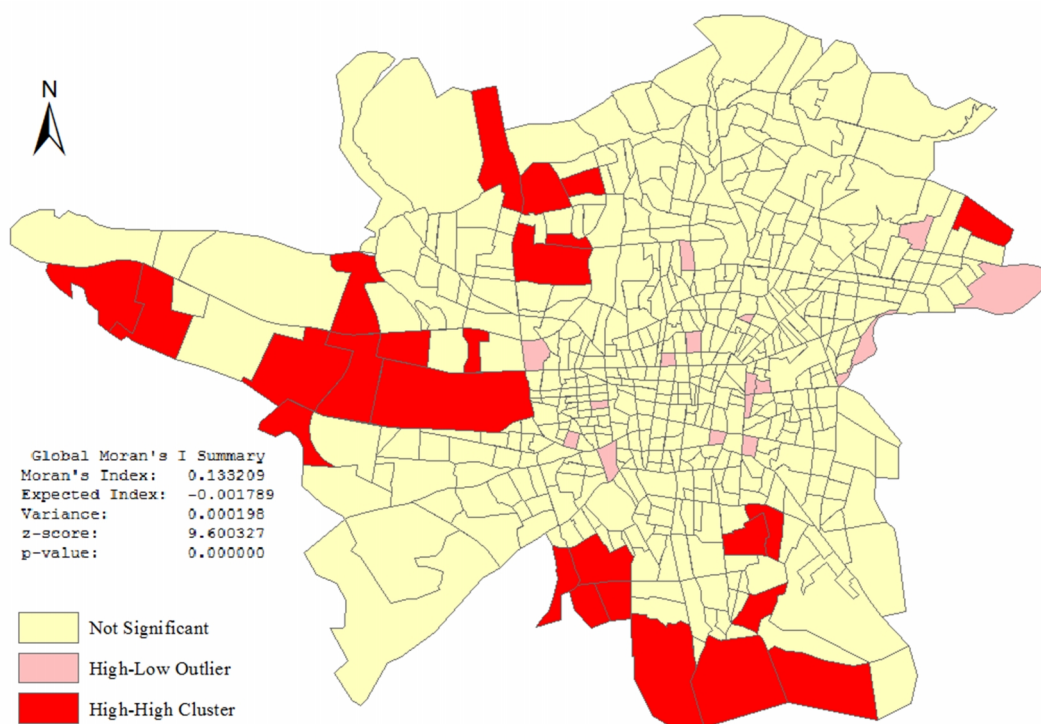 N
Global Moran's I Summary
Moran's Index: 0.133209
Expected Index: -0.001789
Variance: 0.000198
z-score: 9.600327
p-value: 0.000000
Not Significant
High-Low Outlier
High-High Cluster